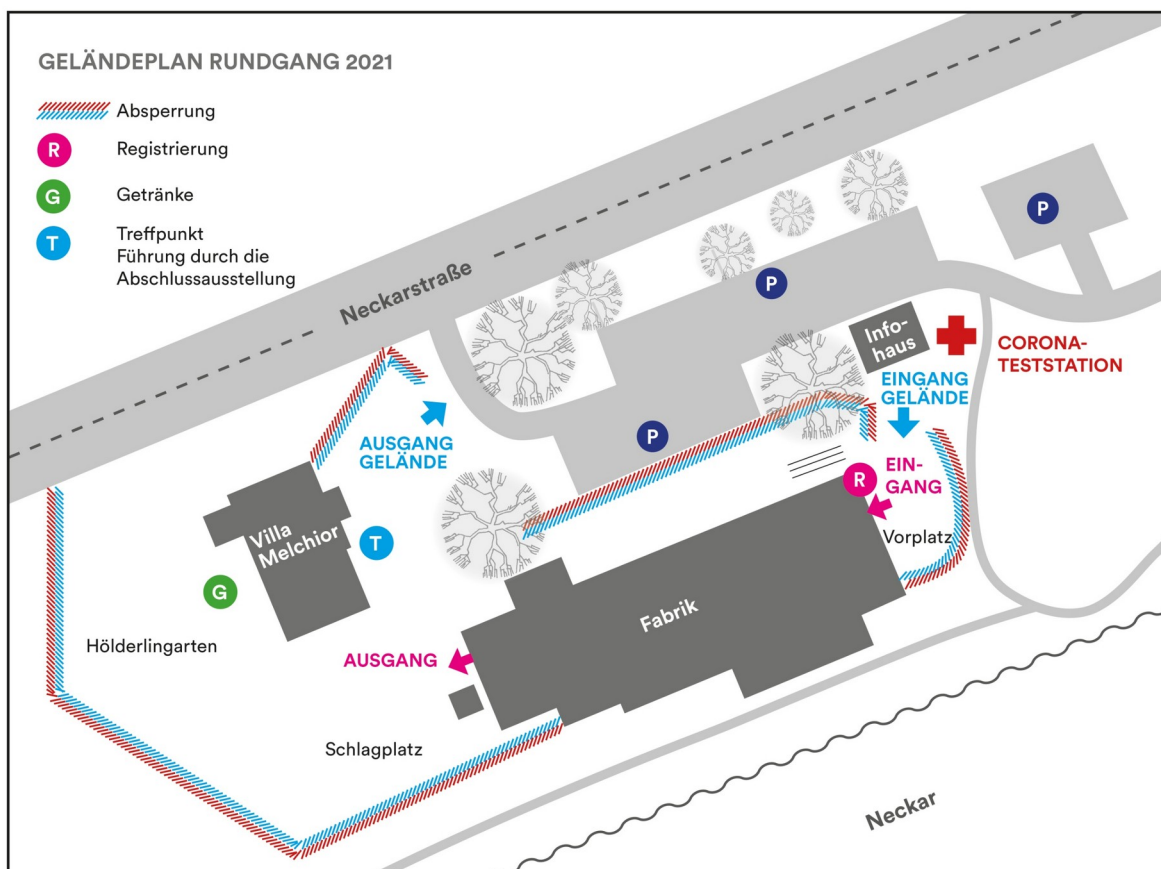 GELÄNDEPLAN RUNDGANG 2021
Absperrung
R
Registrierung
G
Getränke
T
Treffpunkt
Führung durch die
Abschlussausstellung
Neckarstraße
P
P
P
Info-
haus
CORONA-
TESTSTATION
EINGANG
GELÄNDE
AUSGANG
GELÄNDE
R
EIN-
GANG
Vorplatz
Villa
Melchior
T
G
Hölderlingarten
Fabrik
AUSGANG
Schlagplatz
Neckar